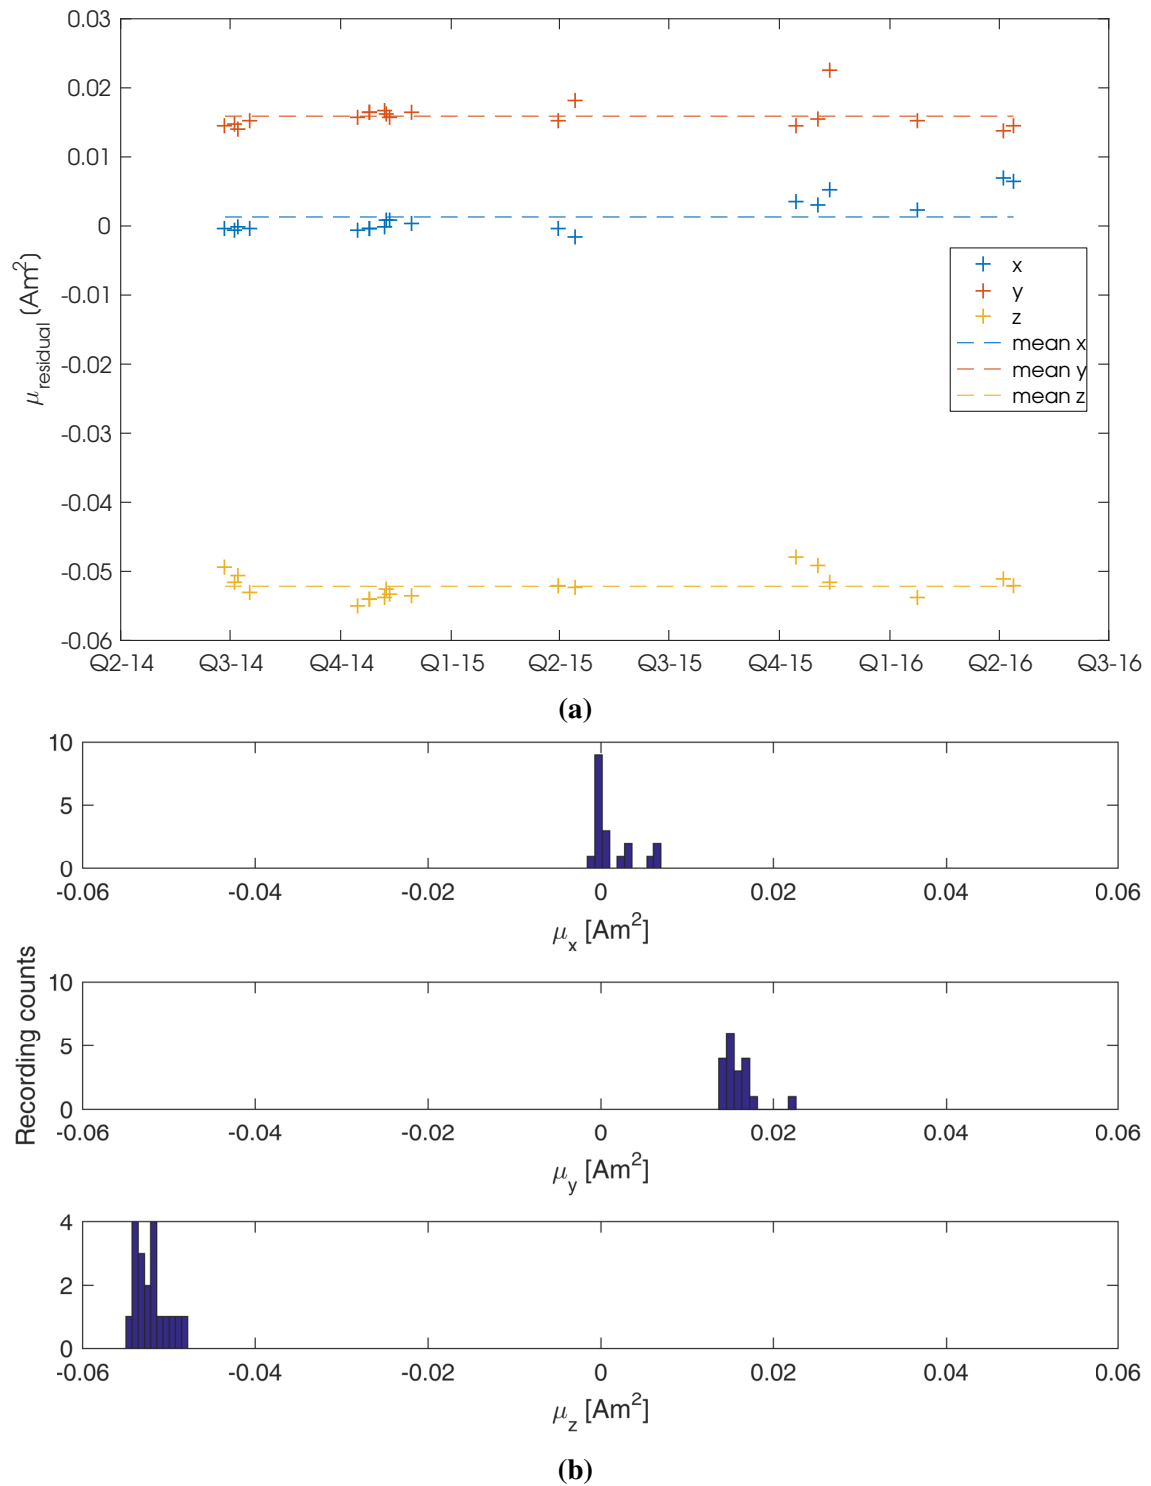 0.03
0.02
0.01
0
-0.01
-0.02
-0.03
-0.04
-0.05
-0.06
μ_residual (Am²)
Q2-14 Q3-14 Q4-14 Q1-15 Q2-15 Q3-15 Q4-15 Q1-16 Q2-16 Q3-16
x
y
z
mean x
mean y
mean z
(a)
10
5
0
-0.06 -0.04 -0.02 0 0.02 0.04 0.06
μ_x [Am²]
Recording counts
10
5
0
-0.06 -0.04 -0.02 0 0.02 0.04 0.06
μ_y [Am²]
4
2
0
-0.06 -0.04 -0.02 0 0.02 0.04 0.06
μ_z [Am²]
(b)